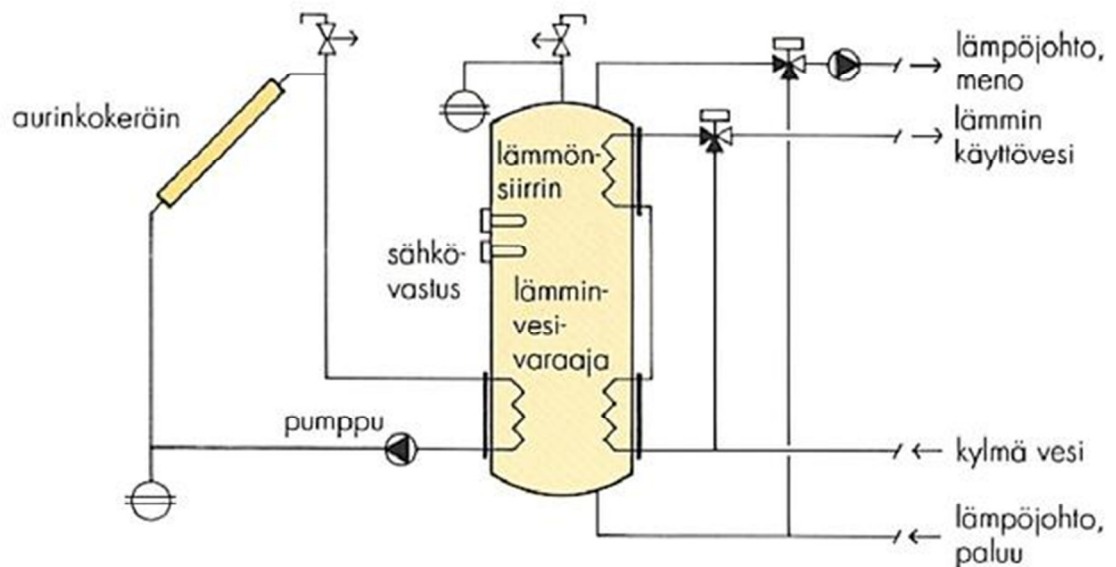 aurinkokeräin
lämmön-
siirrin
sähkö-
vastus
lämmin-
vesi-
varaaja
pumppu
lämpöjohto,
meno
lämmin
käyttövesi
kylmä vesi
lämpöjohto,
paluu